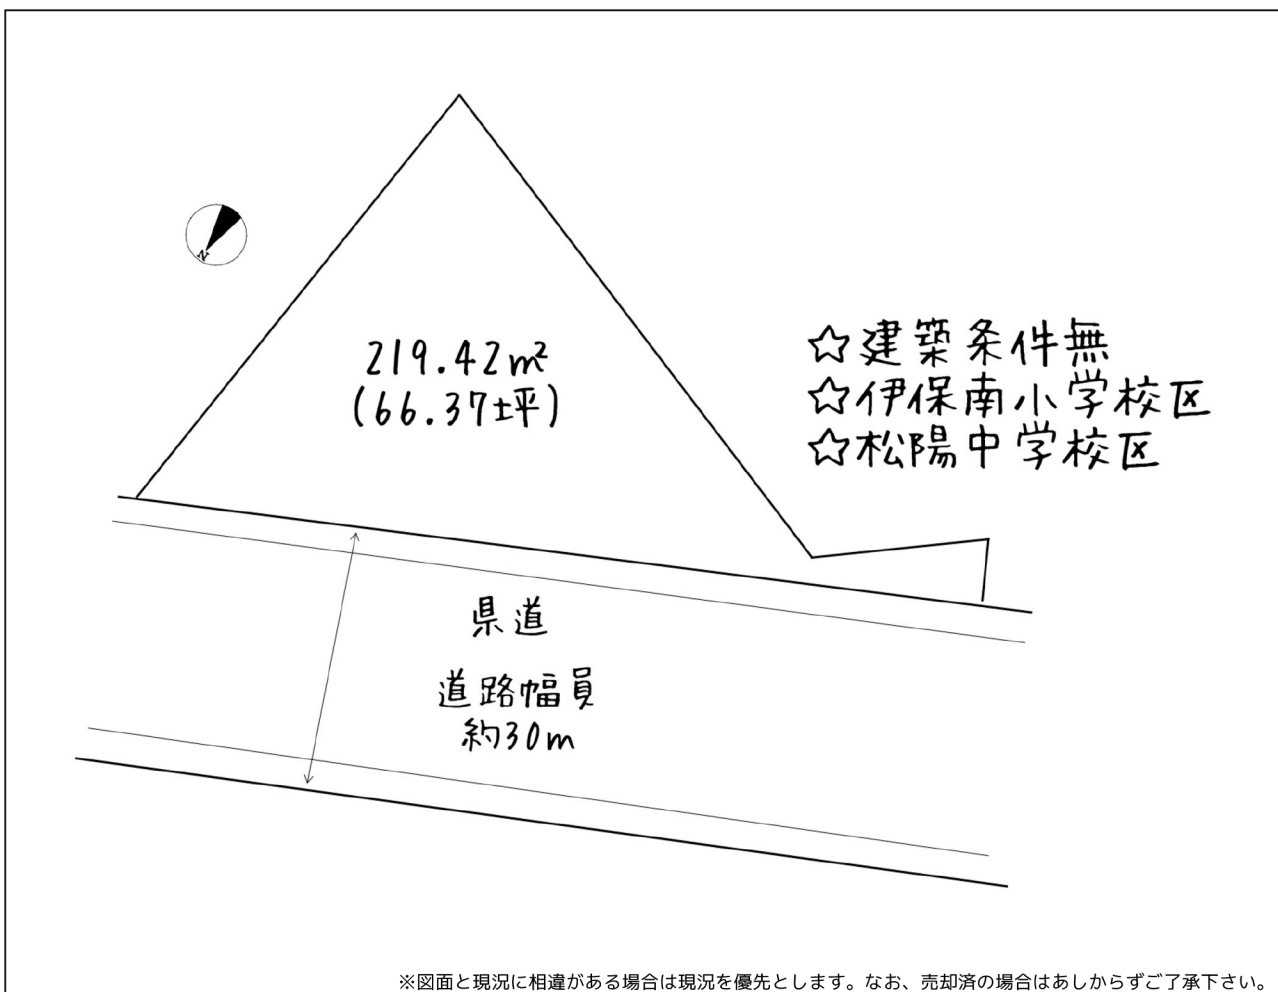 N
219.42m²
(66.37坪)
☆建築条件無
☆伊保南小学校区
☆松陽中学校区
県道
道路幅員
約30m
※図面と現況に相違がある場合は現況を優先とします。なお、売却済の場合はあしからずご了承下さい。